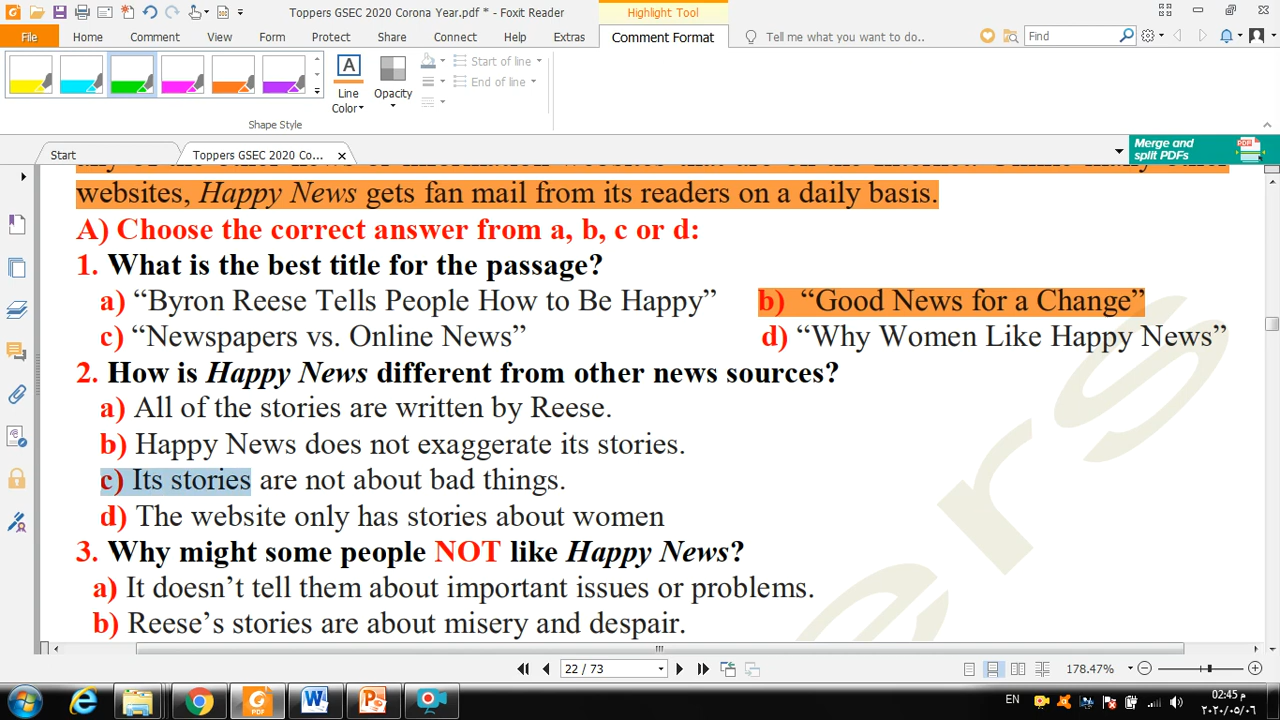 Toppers GSEC 2020 Corona Year.pdf * - Foxit Reader
Highlight Tool
File Home Comment View Form Protect Share Connect Help Extras Comment Format Tell me what you want to do.. Find
Start of line
End of line
Line Color
Opacity
Shape Style
Start
Toppers GSEC 2020 Co...
Merge and split PDFs
websites, Happy News gets fan mail from its readers on a daily basis.
A) Choose the correct answer from a, b, c or d:
1. What is the best title for the passage?
a) “Byron Reese Tells People How to Be Happy” b) “Good News for a Change”
c) “Newspapers vs. Online News” d) “Why Women Like Happy News”
2. How is Happy News different from other news sources?
a) All of the stories are written by Reese.
b) Happy News does not exaggerate its stories.
c) Its stories are not about bad things.
d) The website only has stories about women
3. Why might some people NOT like Happy News?
a) It doesn’t tell them about important issues or problems.
b) Reese’s stories are about misery and despair.
ers
22 / 73
178.47%
EN
02:45 م
٢٠٢٠/٠٥/٠٦